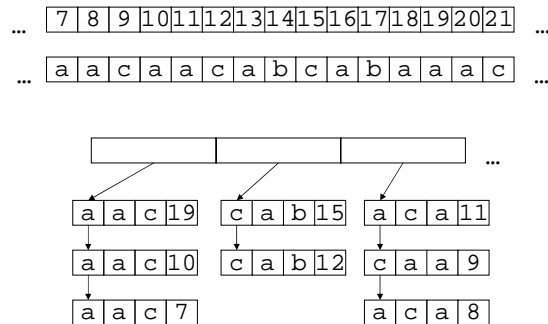 ... 7 8 9 10 11 12 13 14 15 16 17 18 19 20 21 ...
... a a c a a c a b c a b a a a c ...
...
a a c 19 c a b 15 a c a 11
a a c 10 c a b 12 c a a 9
a a c 7 a c a 8